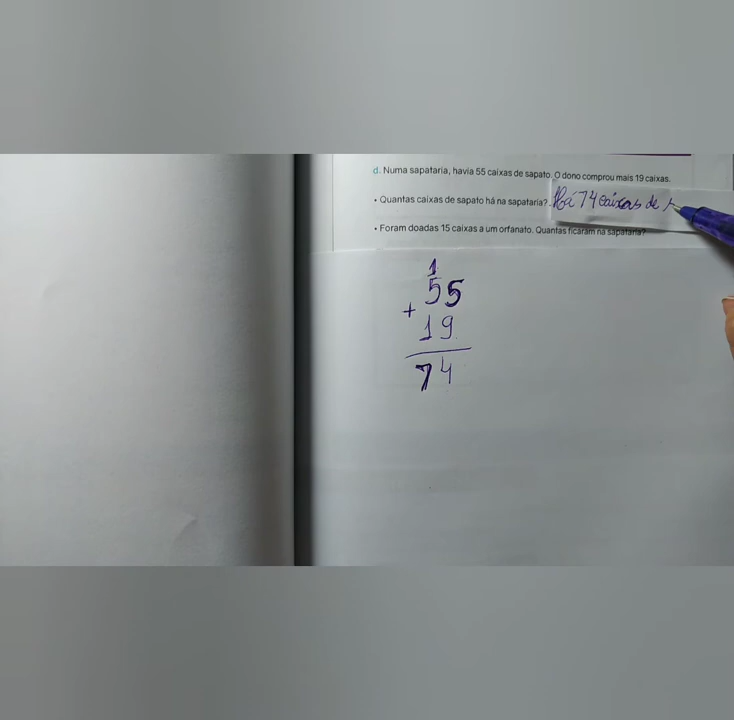 d. Numa sapataria, havia 55 caixas de sapato. O dono comprou mais 19 caixas.
• Quantas caixas de sapato há na sapataria? Há 74 caixas de
• Foram doadas 15 caixas a um orfanato. Quantas ficaram na sapataria?
1
55
+
19
74